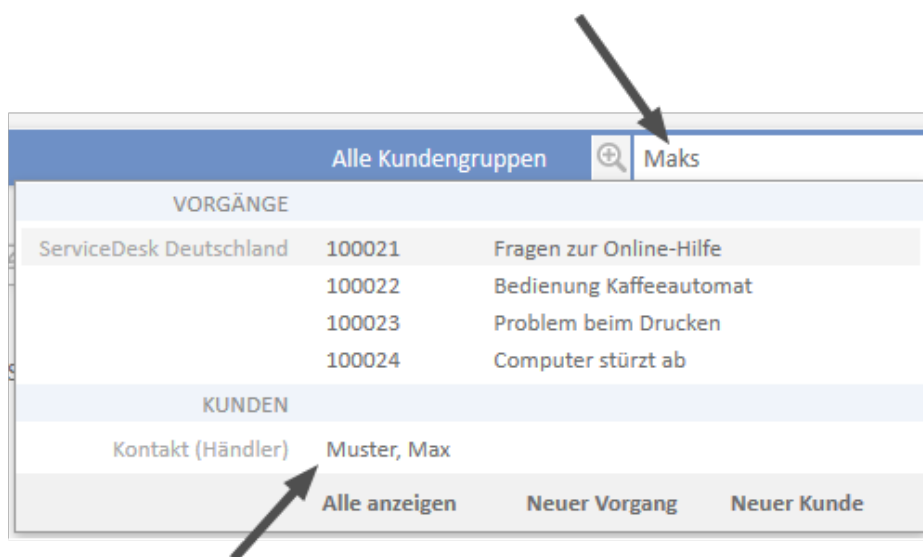 Alle Kundengruppen Maks
VORGÄNGE
ServiceDesk Deutschland 100021 Fragen zur Online-Hilfe
100022 Bedienung Kaffeeautomat
100023 Problem beim Drucken
100024 Computer stürzt ab
KUNDEN
Kontakt (Händler) Muster, Max
Alle anzeigen Neuer Vorgang Neuer Kunde